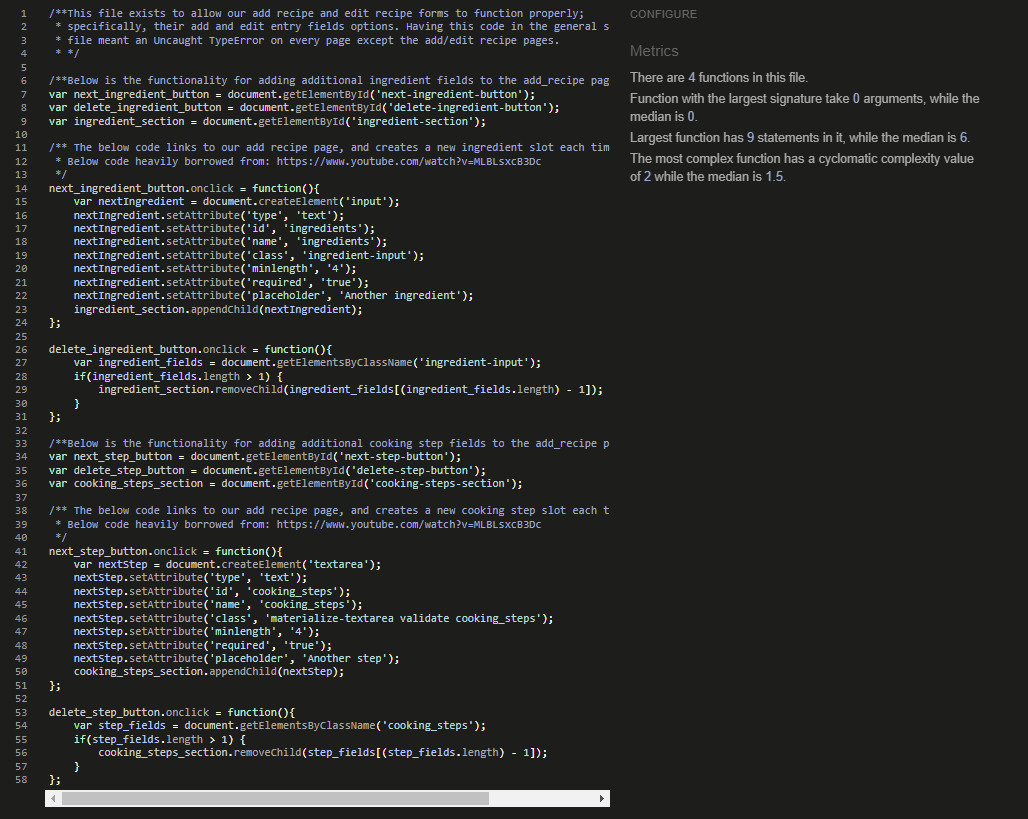 1 /**This file exists to allow our add recipe and edit recipe forms to function properly;
2 * specifically, their add and edit entry fields options. Having this code in the general s
3 * file meant an Uncaught TypeError on every page except the add/edit recipe pages.
4 * */
5
6 /**Below is the functionality for adding additional ingredient fields to the add_recipe pag
7 var next_ingredient_button = document.getElementById('next-ingredient-button');
8 var delete_ingredient_button = document.getElementById('delete-ingredient-button');
9 var ingredient_section = document.getElementById('ingredient-section');
10
11 /** The below code links to our add recipe page, and creates a new ingredient slot each tim
12 * Below code heavily borrowed from: https://www.youtube.com/watch?v=MLBLsxcB3Dc
13 */
14 next_ingredient_button.onclick = function(){
15 var nextIngredient = document.createElement('input');
16 nextIngredient.setAttribute('type', 'text');
17 nextIngredient.setAttribute('id', 'ingredients');
18 nextIngredient.setAttribute('name', 'ingredients');
19 nextIngredient.setAttribute('class', 'ingredient-input');
20 nextIngredient.setAttribute('minlength', '4');
21 nextIngredient.setAttribute('required', 'true');
22 nextIngredient.setAttribute('placeholder', 'Another ingredient');
23 ingredient_section.appendChild(nextIngredient);
24 };
25
26 delete_ingredient_button.onclick = function(){
27 var ingredient_fields = document.getElementsByClassName('ingredient-input');
28 if(ingredient_fields.length > 1) {
29 ingredient_section.removeChild(ingredient_fields[(ingredient_fields.length) - 1]);
30 }
31 };
32
33 /**Below is the functionality for adding additional cooking step fields to the add_recipe p
34 var next_step_button = document.getElementById('next-step-button');
35 var delete_step_button = document.getElementById('delete-step-button');
36 var cooking_steps_section = document.getElementById('cooking-steps-section');
37
38 /** The below code links to our add recipe page, and creates a new cooking step slot each t
39 * Below code heavily borrowed from: https://www.youtube.com/watch?v=MLBLsxcB3Dc
40 */
41 next_step_button.onclick = function(){
42 var nextStep = document.createElement('textarea');
43 nextStep.setAttribute('type', 'text');
44 nextStep.setAttribute('id', 'cooking_steps');
45 nextStep.setAttribute('name', 'cooking_steps');
46 nextStep.setAttribute('class', 'materialize-textarea validate cooking_steps');
47 nextStep.setAttribute('minlength', '4');
48 nextStep.setAttribute('required', 'true');
49 nextStep.setAttribute('placeholder', 'Another step');
50 cooking_steps_section.appendChild(nextStep);
51 };
52
53 delete_step_button.onclick = function(){
54 var step_fields = document.getElementsByClassName('cooking_steps');
55 if(step_fields.length > 1) {
56 cooking_steps_section.removeChild(step_fields[(step_fields.length) - 1]);
57 }
58 };
CONFIGURE
Metrics
There are 4 functions in this file.
Function with the largest signature take 0 arguments, while the
median is 0.
Largest function has 9 statements in it, while the median is 6.
The most complex function has a cyclomatic complexity value
of 2 while the median is 1.5.